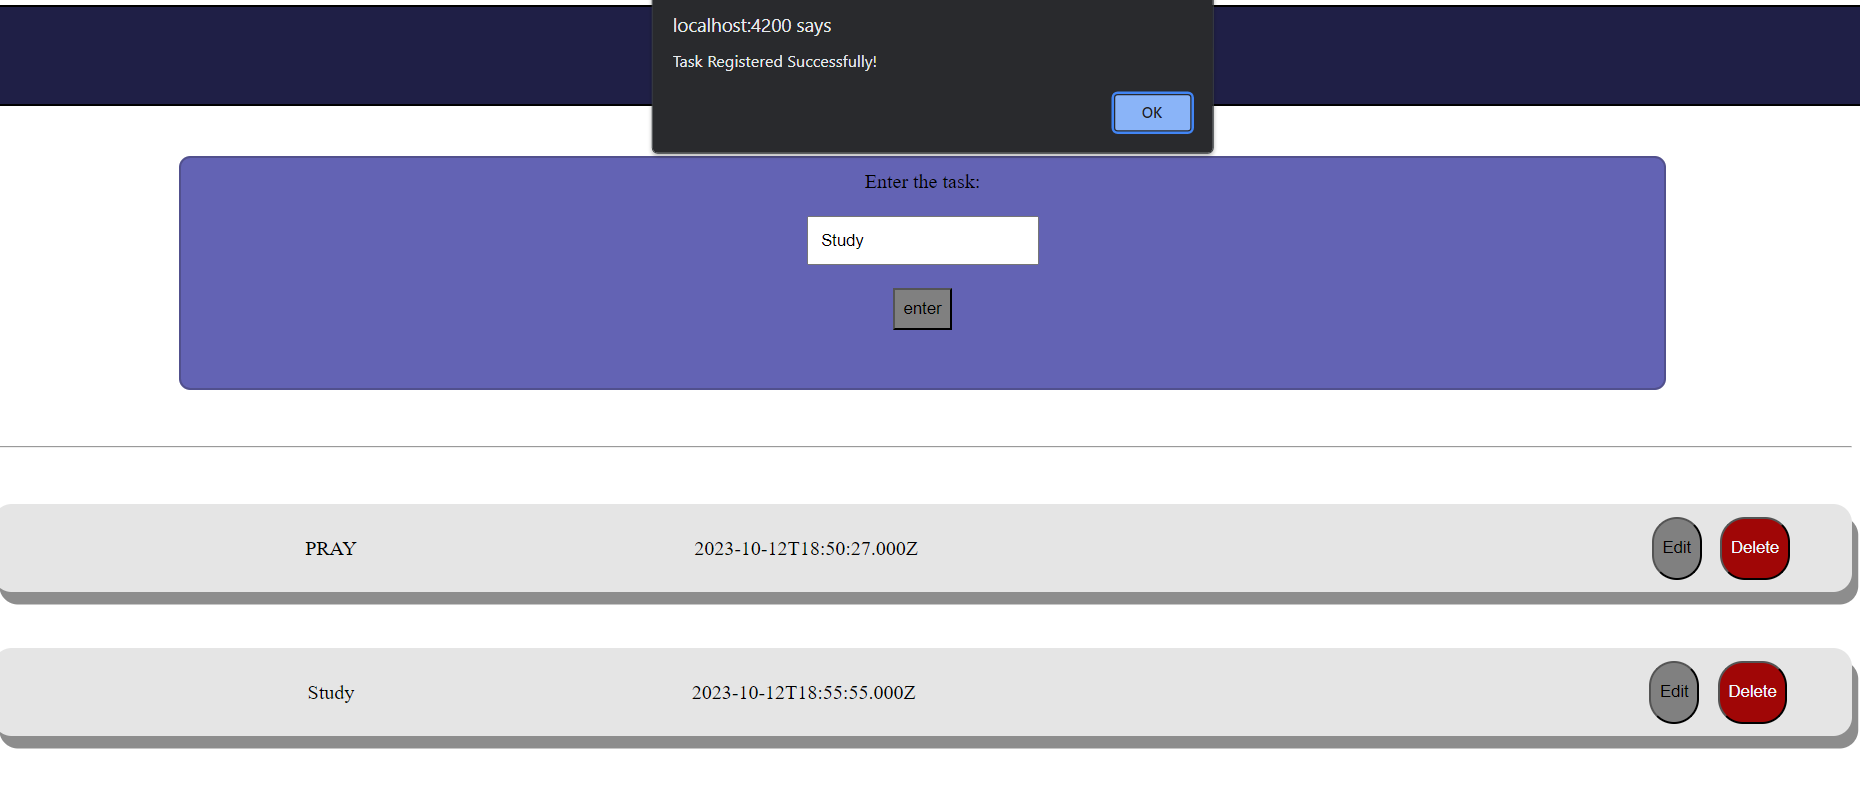 localhost:4200 says
Task Registered Successfully!
OK
Enter the task:
Study
enter
PRAY 2023-10-12T18:50:27.000Z Edit Delete
Study 2023-10-12T18:55:55.000Z Edit Delete